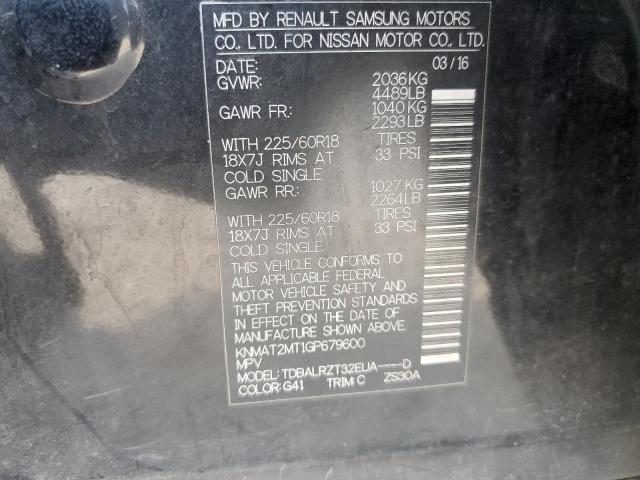 MFD BY RENAULT SAMSUNG MOTORS
CO., LTD. FOR NISSAN MOTOR CO., LTD.
DATE: 03/16
GVWR: 2036KG
4489LB
GAWR FR: 1040KG
2293LB
WITH 225/60R18 TIRES
18X7J RIMS AT 33 PSI
COLD SINGLE
GAWR RR: 1027KG
2264LB
WITH 225/60R18 TIRES
18X7J RIMS AT 33 PSI
COLD SINGLE
THIS VEHICLE CONFORMS TO
ALL APPLICABLE FEDERAL
MOTOR VEHICLE SAFETY AND
THEFT PREVENTION STANDARDS
IN EFFECT ON THE DATE OF
MANUFACTURE SHOWN ABOVE.
KNMAT2MT1GP679600
MPV
MODEL: TDBALRZT32EUA----D
COLOR: G41 TRIM: C ZS30A